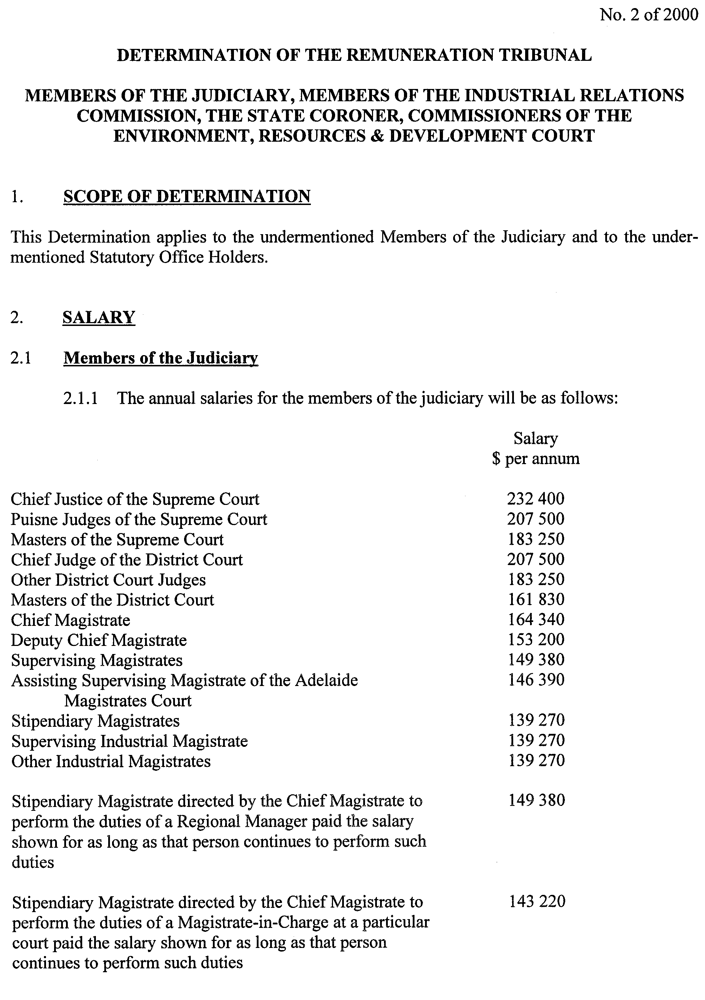 No. 2 of 2000
DETERMINATION OF THE REMUNERATION TRIBUNAL
MEMBERS OF THE JUDICIARY, MEMBERS OF THE INDUSTRIAL RELATIONS
COMMISSION, THE STATE CORONER, COMMISSIONERS OF THE
ENVIRONMENT, RESOURCES & DEVELOPMENT COURT
1. SCOPE OF DETERMINATION
This Determination applies to the undermentioned Members of the Judiciary and to the under-
mentioned Statutory Office Holders.
2. SALARY
2.1 Members of the Judiciary
2.1.1 The annual salaries for the members of the judiciary will be as follows:
Salary
$ per annum
Chief Justice of the Supreme Court 232 400
Puisne Judges of the Supreme Court 207 500
Masters of the Supreme Court 183 250
Chief Judge of the District Court 207 500
Other District Court Judges 183 250
Masters of the District Court 161 830
Chief Magistrate 164 340
Deputy Chief Magistrate 153 200
Supervising Magistrates 149 380
Assisting Supervising Magistrate of the Adelaide 146 390
Magistrates Court
Stipendiary Magistrates 139 270
Supervising Industrial Magistrate 139 270
Other Industrial Magistrates 139 270
Stipendiary Magistrate directed by the Chief Magistrate to 149 380
perform the duties of a Regional Manager paid the salary
shown for as long as that person continues to perform such
duties
Stipendiary Magistrate directed by the Chief Magistrate to 143 220
perform the duties of a Magistrate-in-Charge at a particular
court paid the salary shown for as long as that person
continues to perform such duties